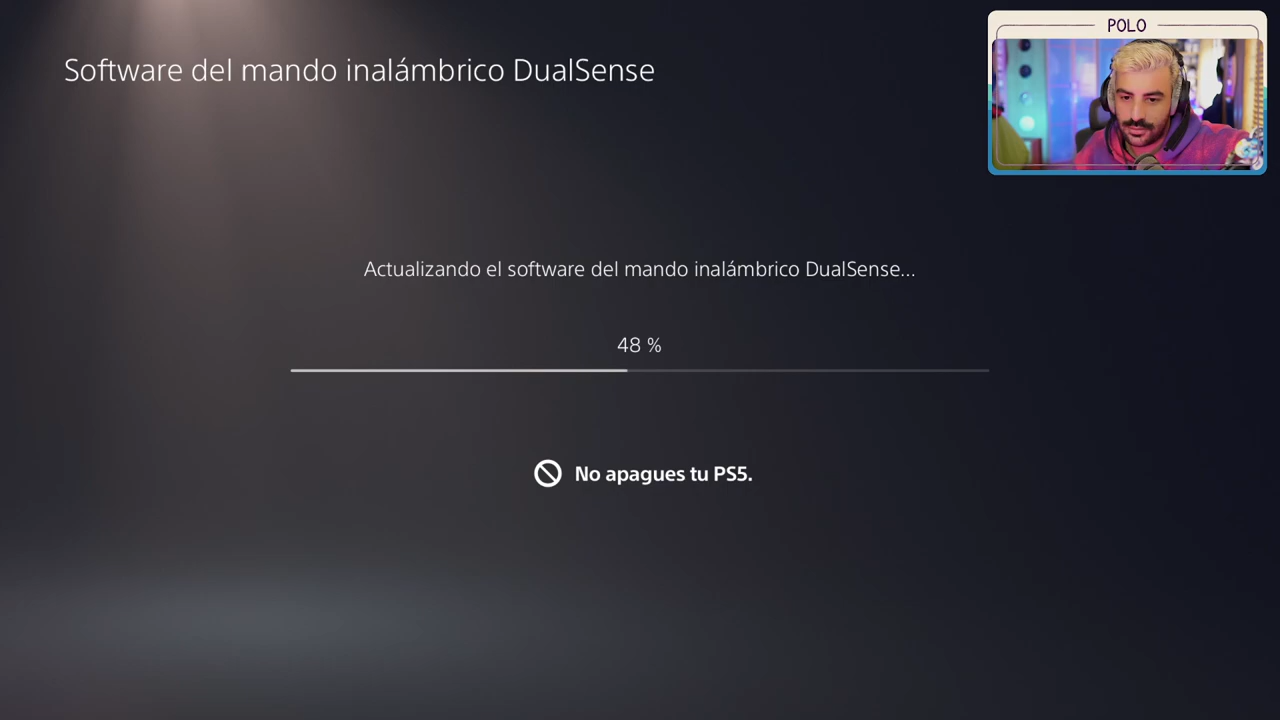 POLO
Software del mando inalámbrico DualSense
Actualizando el software del mando inalámbrico DualSense...
48 %
No apagues tu PS5.